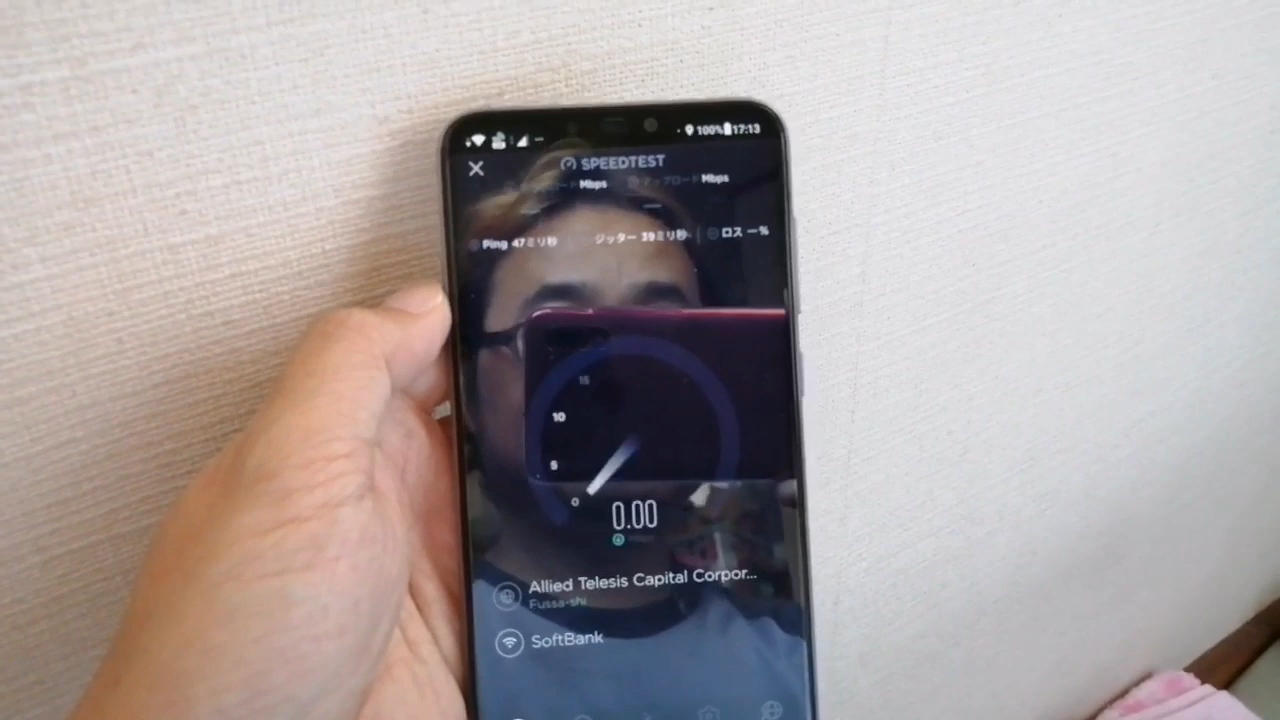 100% 17:13
SPEEDTEST
ダウンロード Mbps アップロード Mbps
Ping 47ミリ秒 ジッター 39ミリ秒 ロス ー%
15
10
5
0
0.00
Allied Telesis Capital Corpor...
Fussa-shi
SoftBank